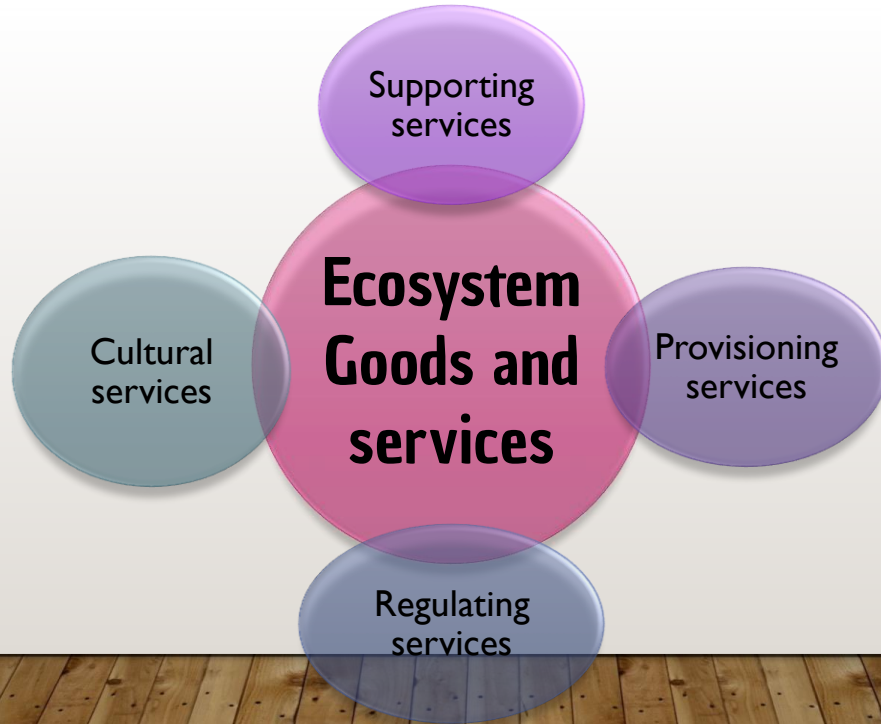 Supporting
services
Ecosystem
Goods and
services
Cultural
services
Provisioning
services
Regulating
services